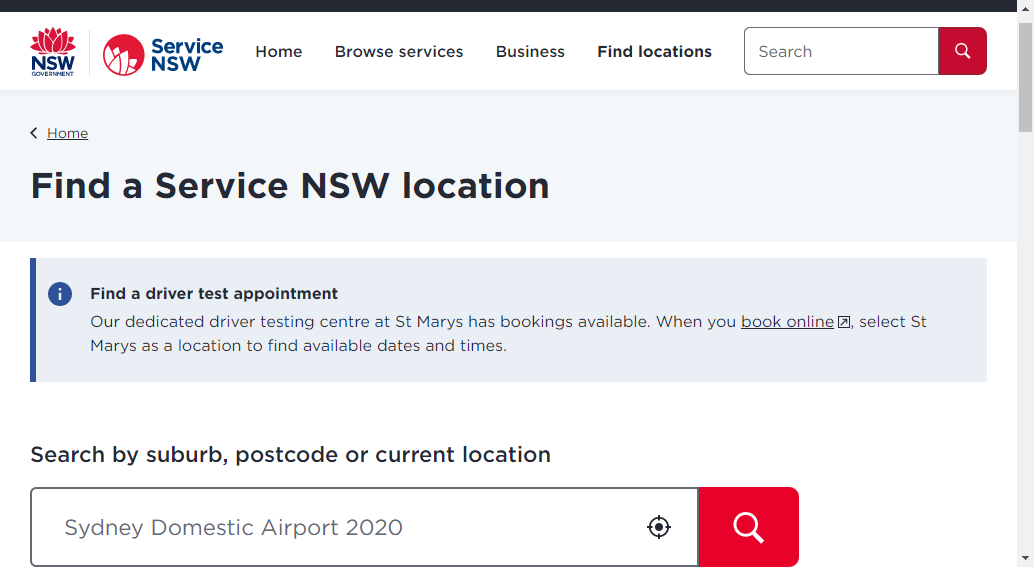 NSW
GOVERNMENT
Service
NSW
Home
Browse services
Business
Find locations
Search
Home
Find a Service NSW location
Find a driver test appointment
Our dedicated driver testing centre at St Marys has bookings available. When you book online, select St
Marys as a location to find available dates and times.
Search by suburb, postcode or current location
Sydney Domestic Airport 2020